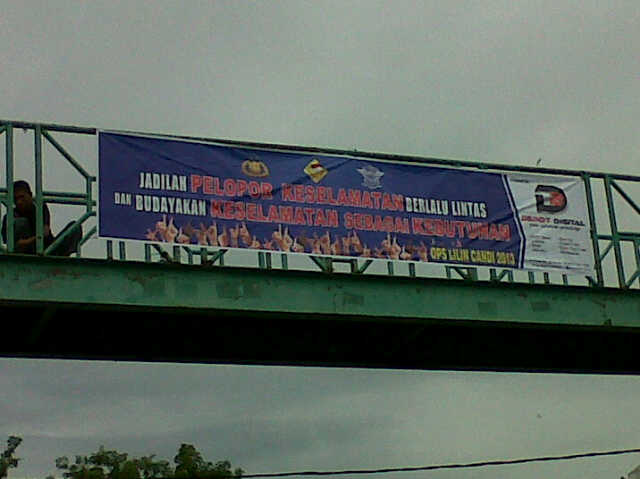 JADILAH PELOPOR KESELAMATAN BERLALU LINTAS
DAN BUDAYAKAN KESELAMATAN SEBAGAI KEBUTUHAN
OPS LILIN CANDI 2013
DEPOT DIGITAL